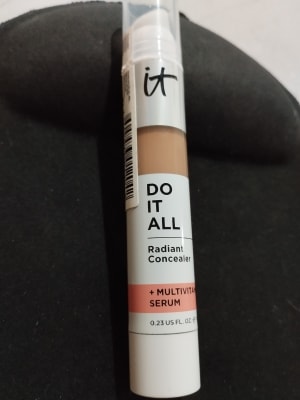 it
DO
IT
ALL
Radiant
Concealer
+ MULTIVITA
SERUM
0.23 US FL. OZ.